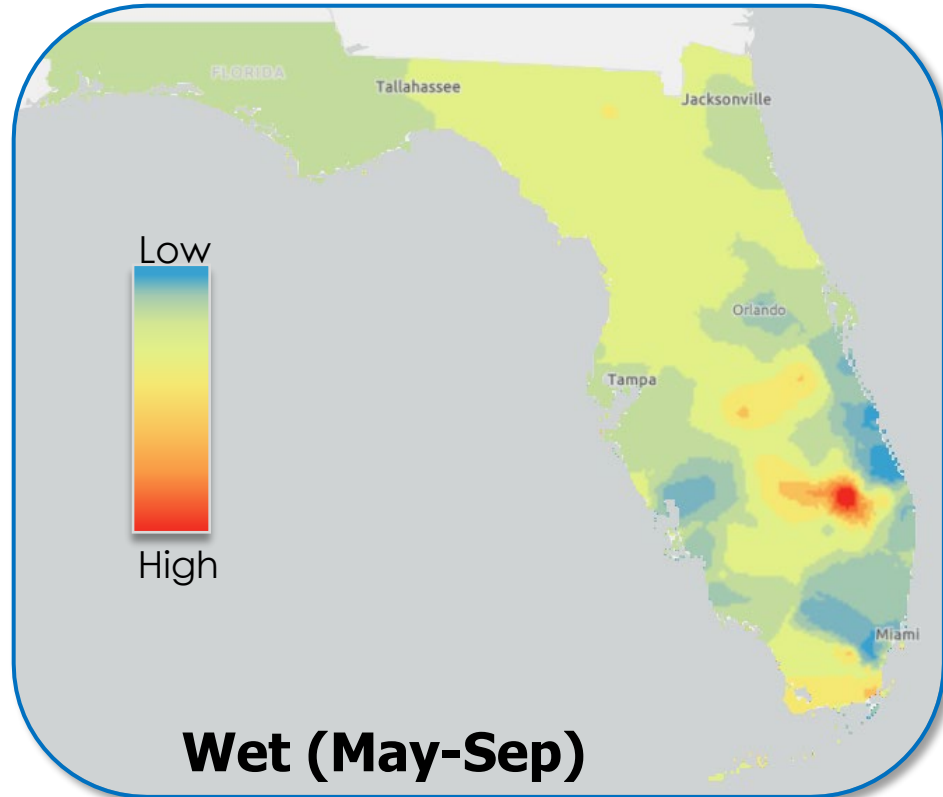 FLORIDA
Tallahassee
Jacksonville
Low
Orlando
Tampa
High
Miami
Wet (May-Sep)